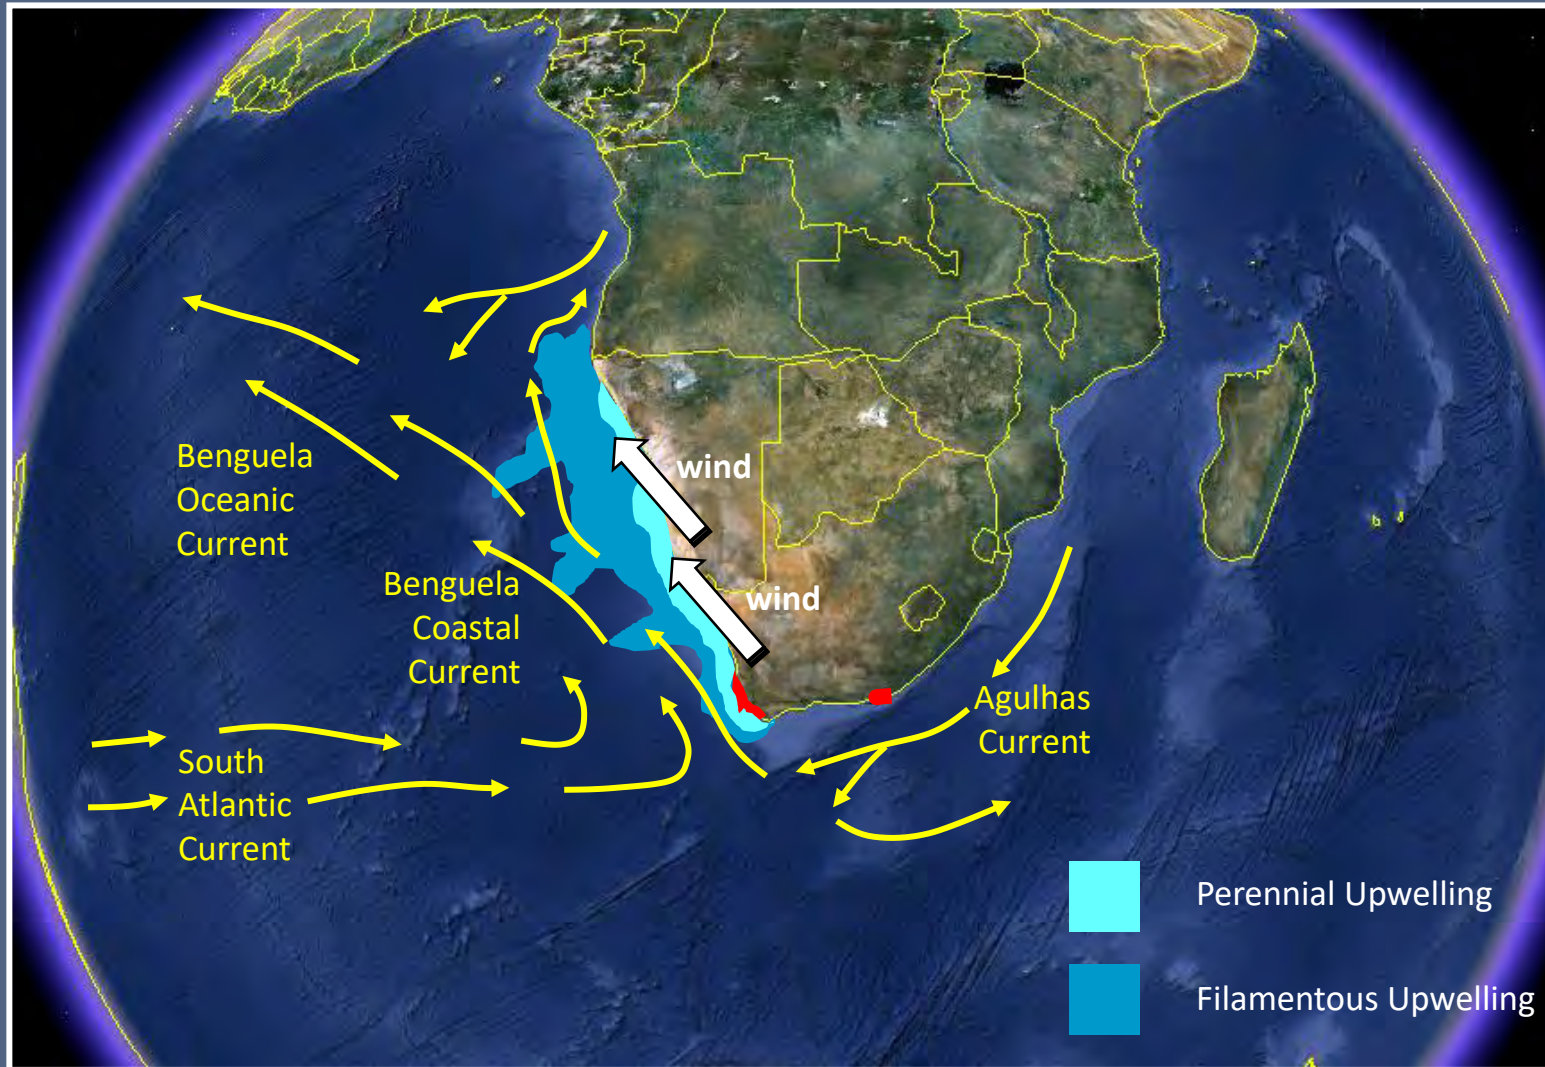 wind
Benguela
Oceanic
Current
Benguela
Coastal
Current
wind
Agulhas
Current
South
Atlantic
Current
Perennial Upwelling
Filamentous Upwelling